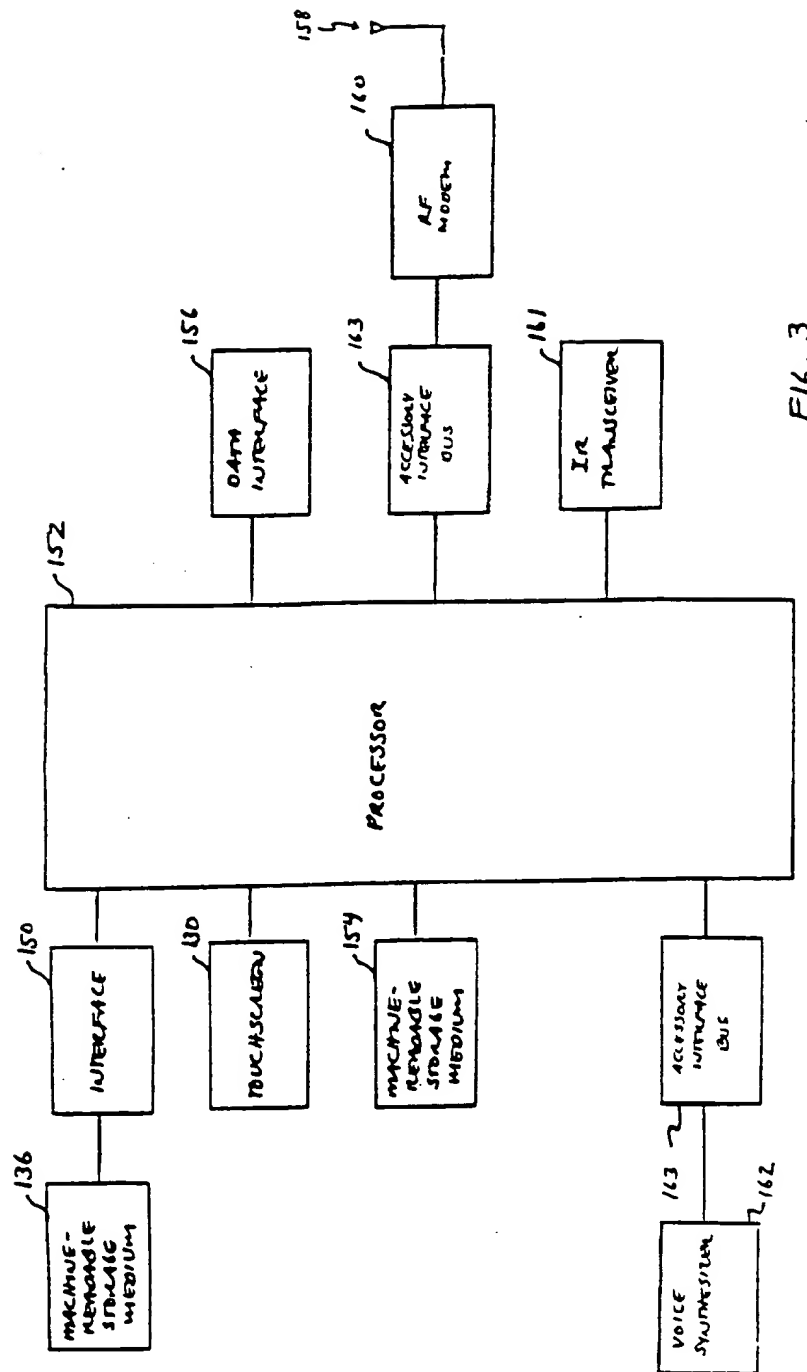 136
MACHINE-
READABLE
STORAGE
MEDIUM
150
INTERFACE
130
TOUCHSCREEN
154
MACHINE-
READABLE
STORAGE
MEDIUM
152
PROCESSOR
156
DATA
INTERFACE
163
ACCESSORY
INTERFACE
BUS
160
RF
MODEM
158
161
IR
TRANSCEIVER
ACCESSORY
INTERFACE
BUS
163
162
VOICE
SYNTHESIZER
FIG. 3